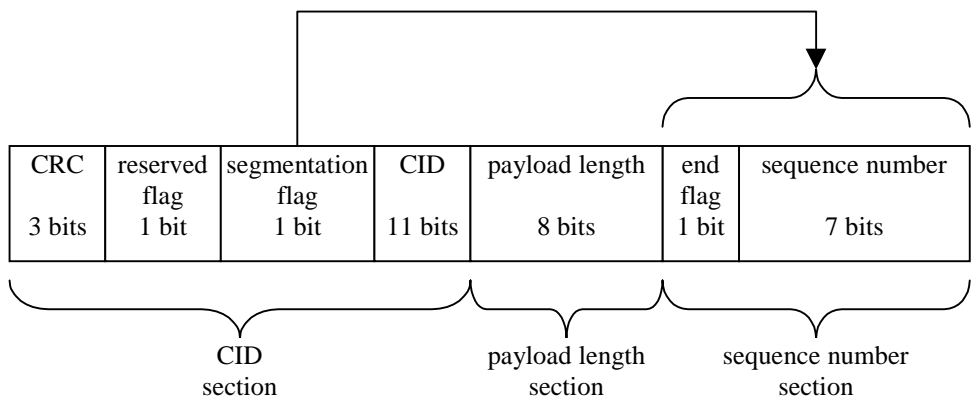 CRC
3 bits
reserved
flag
1 bit
segmentation
flag
1 bit
CID
11 bits
payload length
8 bits
end
flag
1 bit
sequence number
7 bits
CID
section
payload length
section
sequence number
section